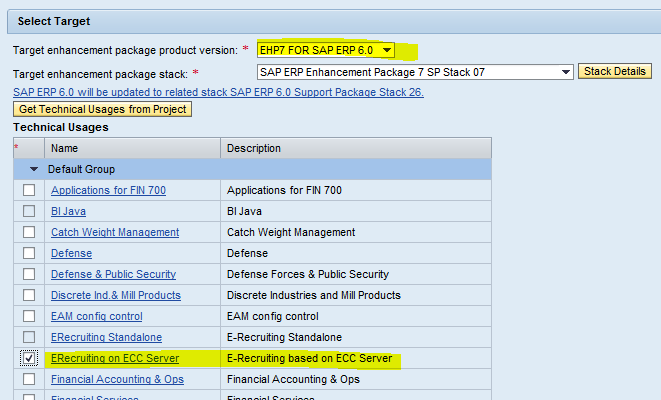 Select Target
Target enhancement package product version: * EHP7 FOR SAP ERP 6.0
Target enhancement package stack: * SAP ERP Enhancement Package 7 SP Stack 07 Stack Details
SAP ERP 6.0 will be updated to related stack SAP ERP 6.0 Support Package Stack 26.
Get Technical Usages from Project
Technical Usages
* Name Description
Default Group
Applications for FIN 700 Applications for FIN 700
BI Java BI Java
Catch Weight Management Catch Weight Management
Defense Defense
Defense & Public Security Defense Forces & Public Security
Discrete Ind.& Mill Products Discrete Industries and Mill Products
EAM config control EAM config control
ERecruiting Standalone E-Recruiting Standalone
ERecruiting on ECC Server E-Recruiting based on ECC Server
Financial Accounting & Ops Financial Accounting & Ops
Financial Services Financial Services